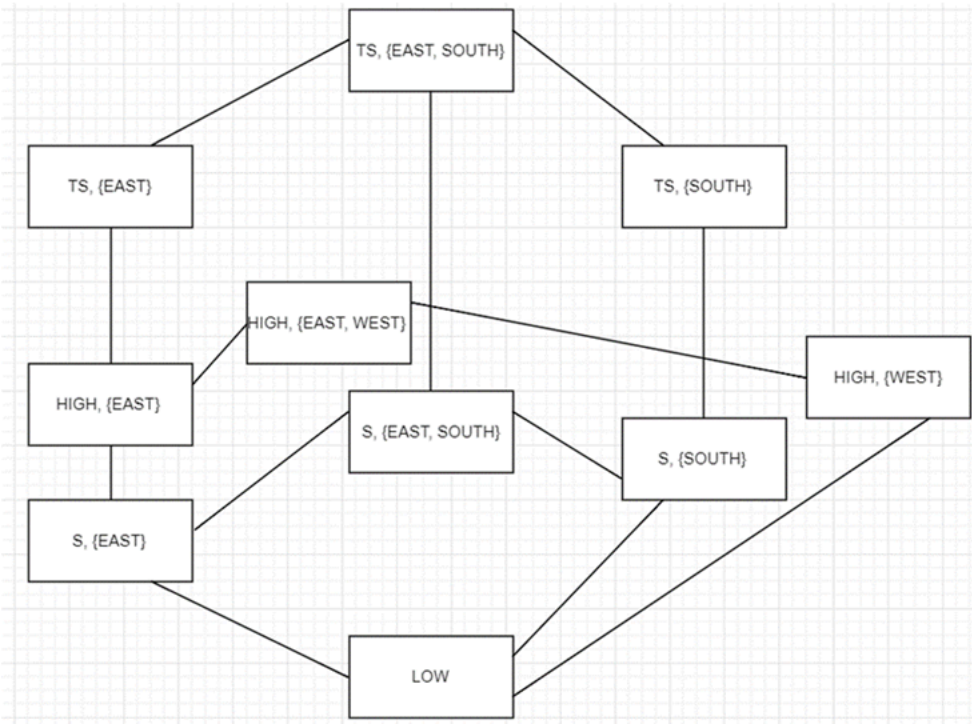 TS, {EAST, SOUTH}
TS, {EAST}
TS, {SOUTH}
HIGH, {EAST, WEST}
HIGH, {WEST}
HIGH, {EAST}
S, {EAST, SOUTH}
S, {SOUTH}
S, {EAST}
LOW